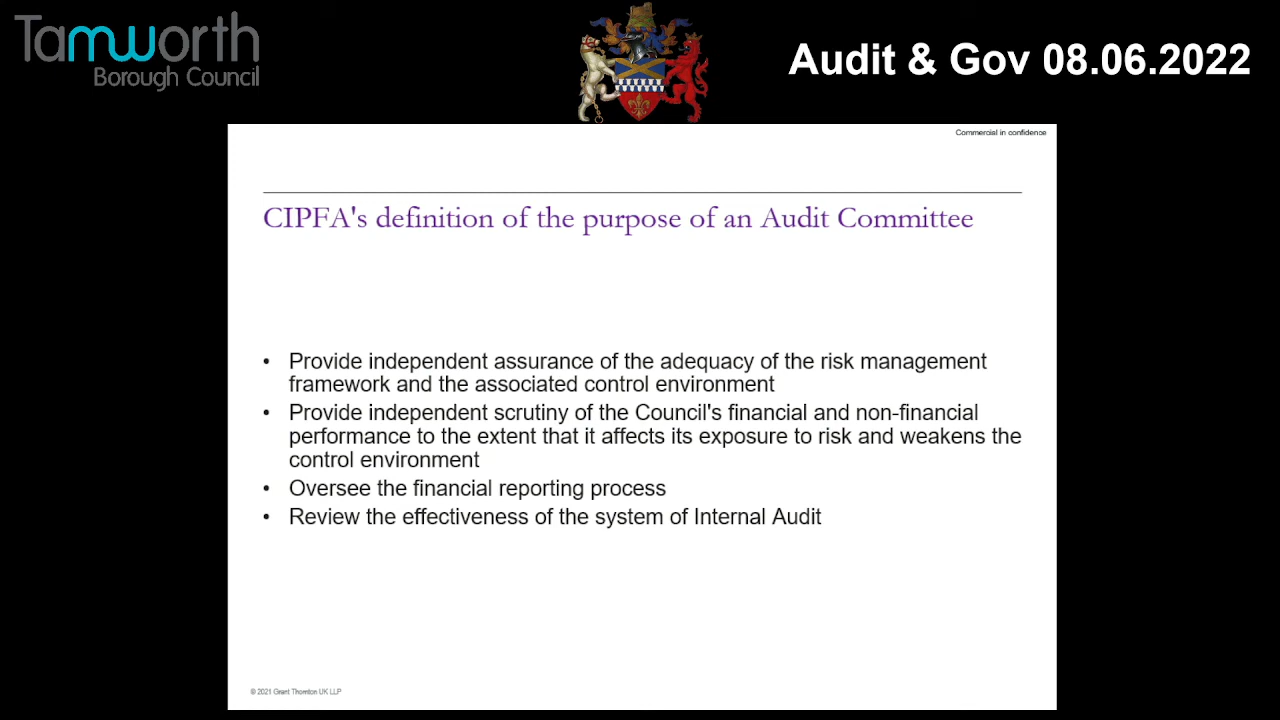 Tamworth
Borough Council
Audit & Gov 08.06.2022
Commercial in confidence
CIPFA's definition of the purpose of an Audit Committee
• Provide independent assurance of the adequacy of the risk management
framework and the associated control environment
• Provide independent scrutiny of the Council's financial and non-financial
performance to the extent that it affects its exposure to risk and weakens the
control environment
• Oversee the financial reporting process
• Review the effectiveness of the system of Internal Audit
© 2021 Grant Thornton UK LLP